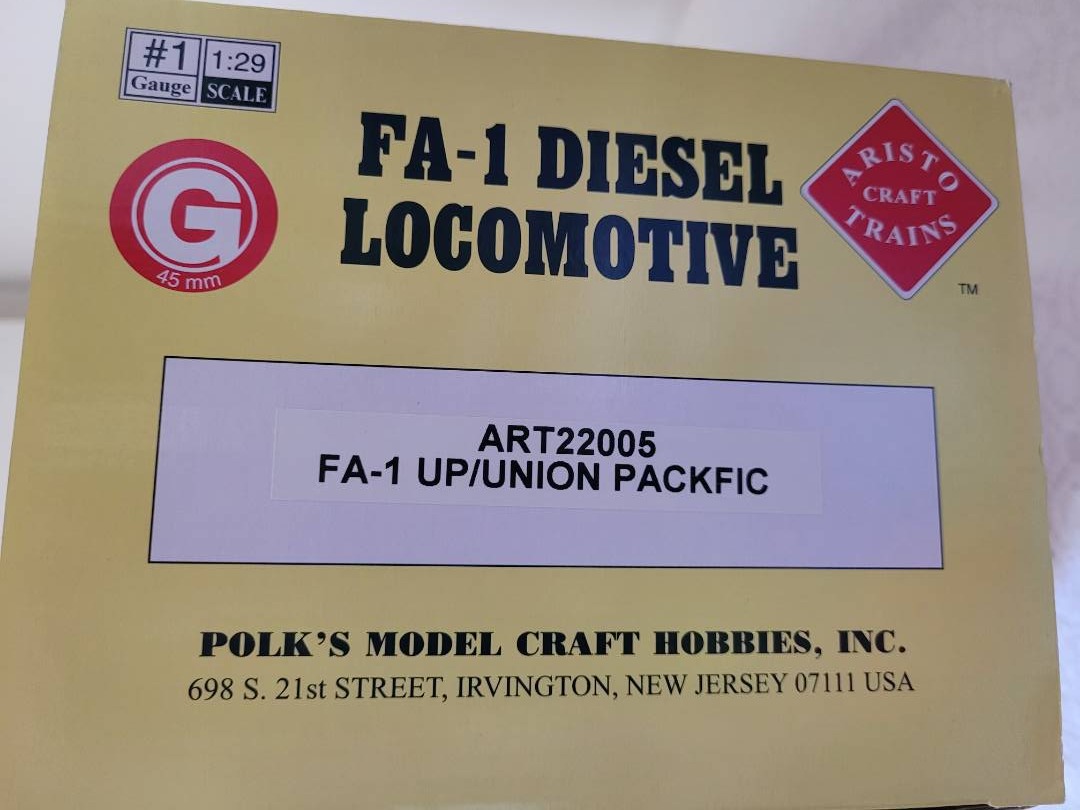 #1 1:29
Gauge SCALE
FA-1 DIESEL
LOCOMOTIVE
G
45 mm
ARISTO
CRAFT
TRAINS
TM
ART22005
FA-1 UP/UNION PACKFIC
POLK'S MODEL CRAFT HOBBIES, INC.
698 S. 21st STREET, IRVINGTON, NEW JERSEY 07111 USA